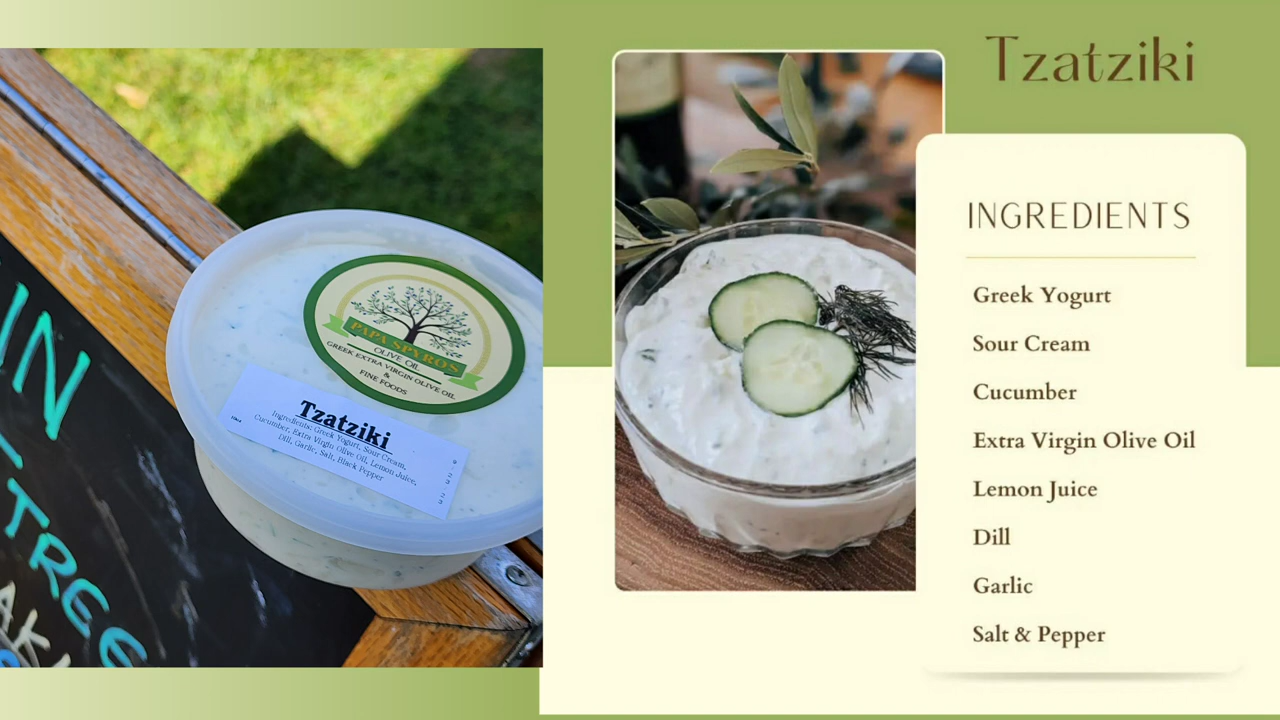 IN
TREE
PAPA SPYROS
OLIVE OIL
GREEK EXTRA VIRGIN OLIVE OIL
&
FINE FOODS
Tzatziki
Ingredients: Greek Yogurt, Sour Cream,
Cucumber, Extra Virgin Olive Oil, Lemon Juice,
Dill, Garlic, Salt, Black Pepper
Tzatziki
INGREDIENTS
Greek Yogurt
Sour Cream
Cucumber
Extra Virgin Olive Oil
Lemon Juice
Dill
Garlic
Salt & Pepper